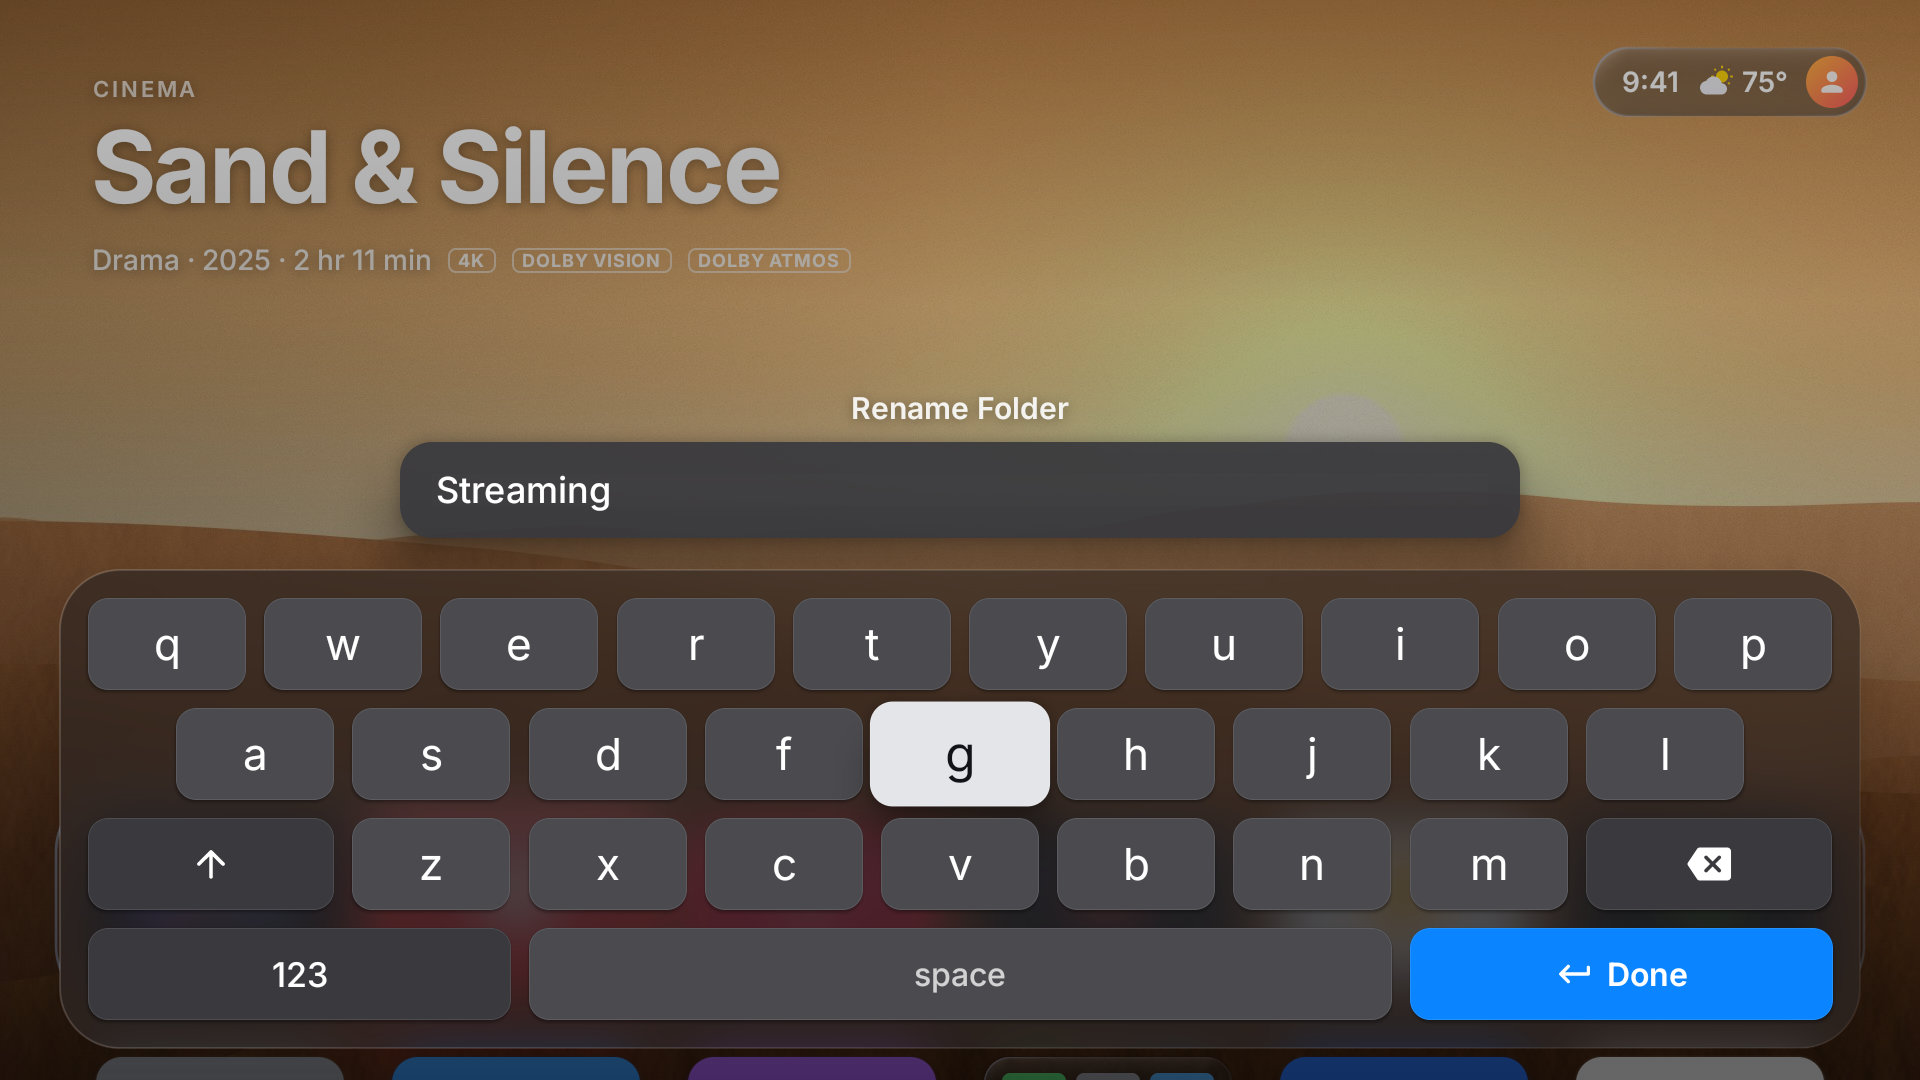 CINEMA
9:41 75°
Sand & Silence
Drama · 2025 · 2 hr 11 min 4K DOLBY VISION DOLBY ATMOS
Rename Folder
Streaming
q w e r t y u i o p
a s d f g h j k l
z x c v b n m
123 space Done